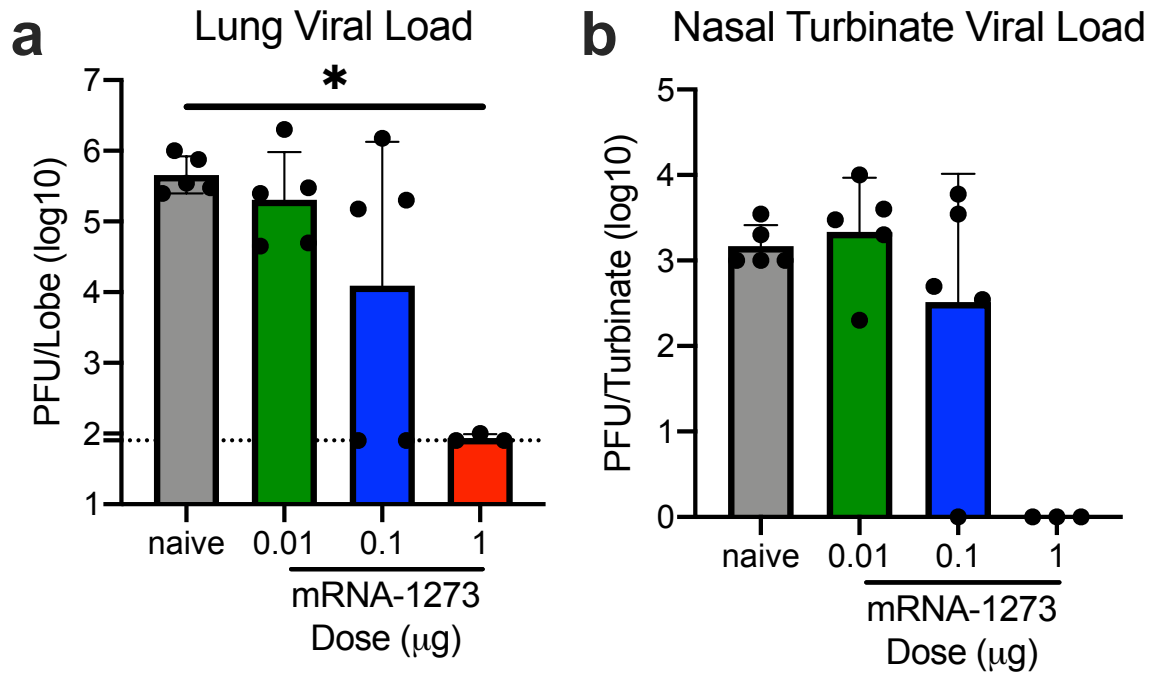 a
Lung Viral Load
7
6
5
4
3
2
1
PFU/Lobe (log10)
*
naive 0.01 0.1 1
mRNA-1273
Dose (μg)
b
Nasal Turbinate Viral Load
5
4
3
2
1
0
PFU/Turbinate (log10)
naive 0.01 0.1 1
mRNA-1273
Dose (μg)